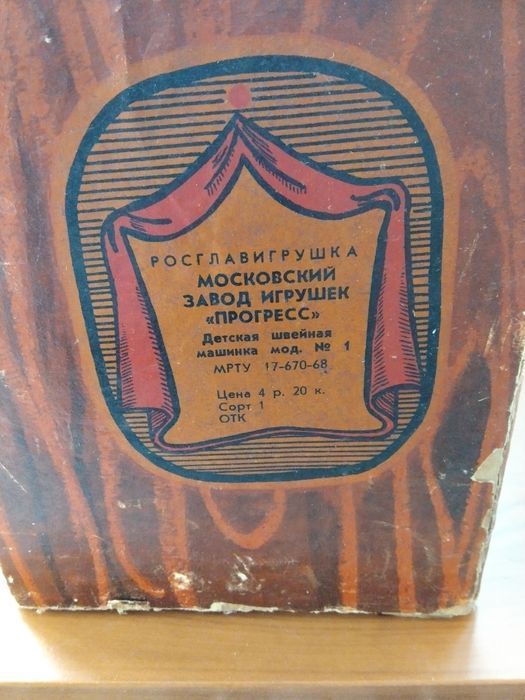 РОСГЛАВИГРУШКА
МОСКОВСКИЙ
ЗАВОД ИГРУШЕК
«ПРОГРЕСС»
Детская швейная
машинка мод. № 1
МРТУ 17-670-68
Цена 4 р. 20 к.
Сорт 1
ОТК